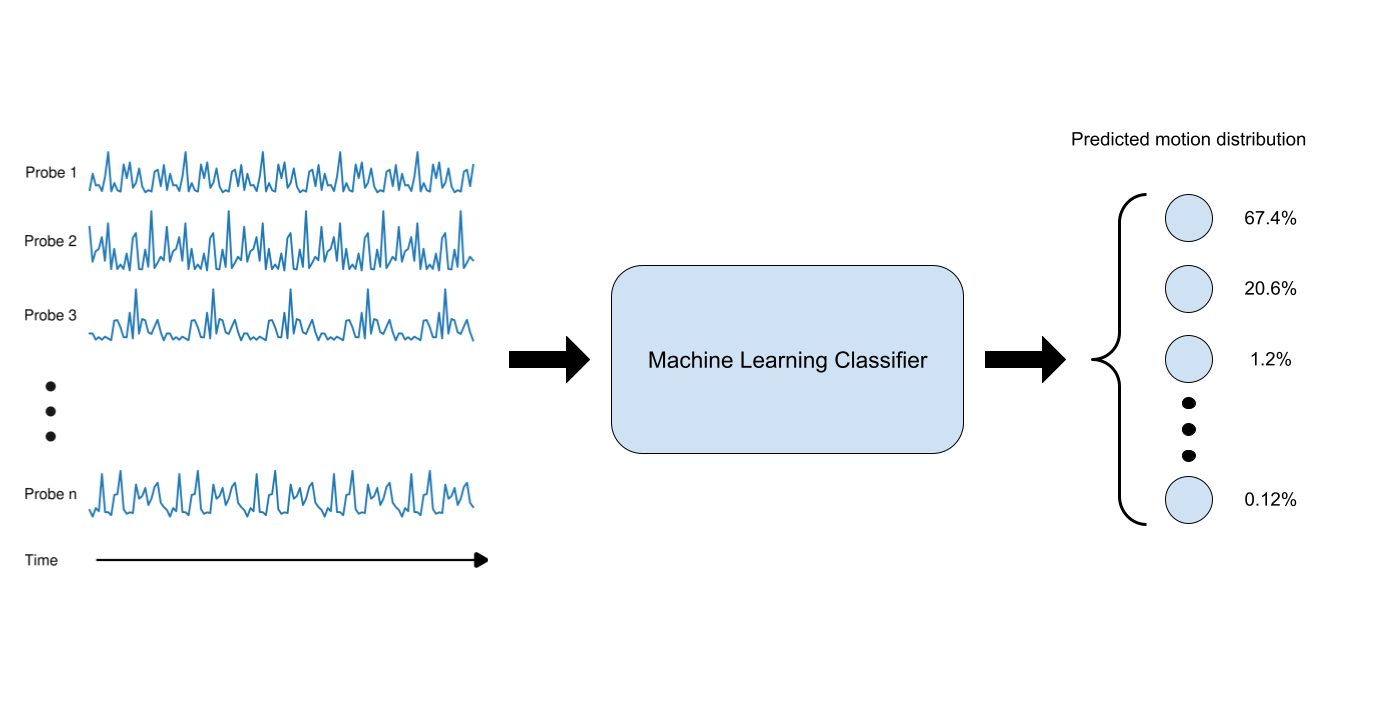 Predicted motion distribution
Probe 1
Probe 2
Probe 3
Probe n
Time
Machine Learning Classifier
67.4%
20.6%
1.2%
0.12%